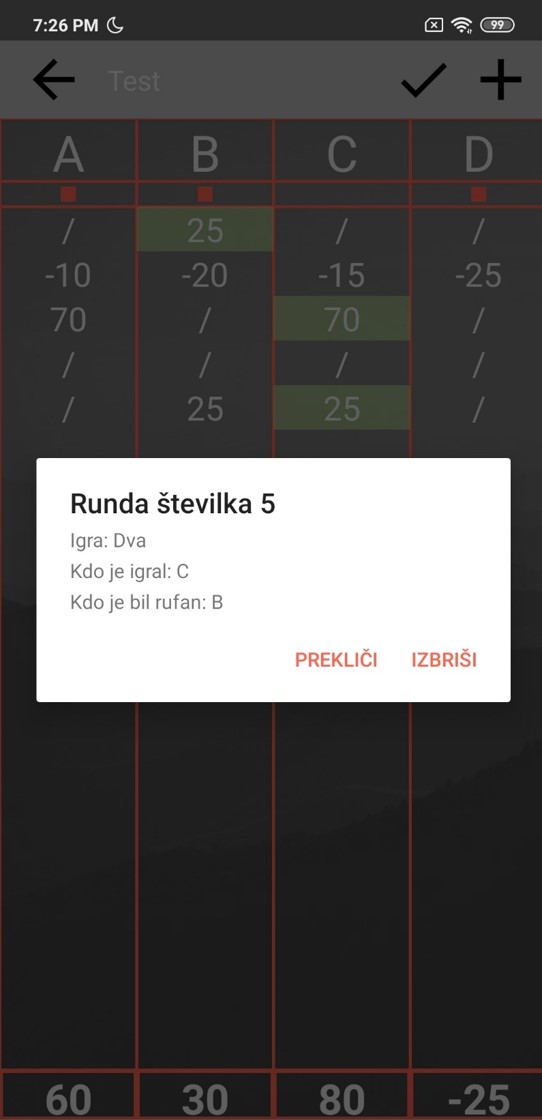 7:26 PM 99
Test
A B C D
/ 25 / /
-10 -20 -15 -25
70 / 70 /
/ / / /
/ 25 25 /
Runda številka 5
Igra: Dva
Kdo je igral: C
Kdo je bil rufan: B
PREKLIČI IZBRIŠI
60 30 80 -25